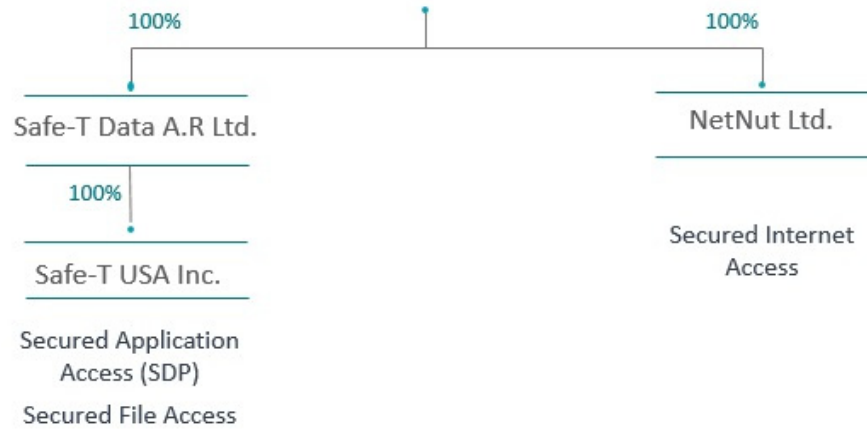 100%
100%
Safe-T Data A.R Ltd.
NetNut Ltd.
100%
Secured Internet
Access
Safe-T USA Inc.
Secured Application
Access (SDP)
Secured File Access